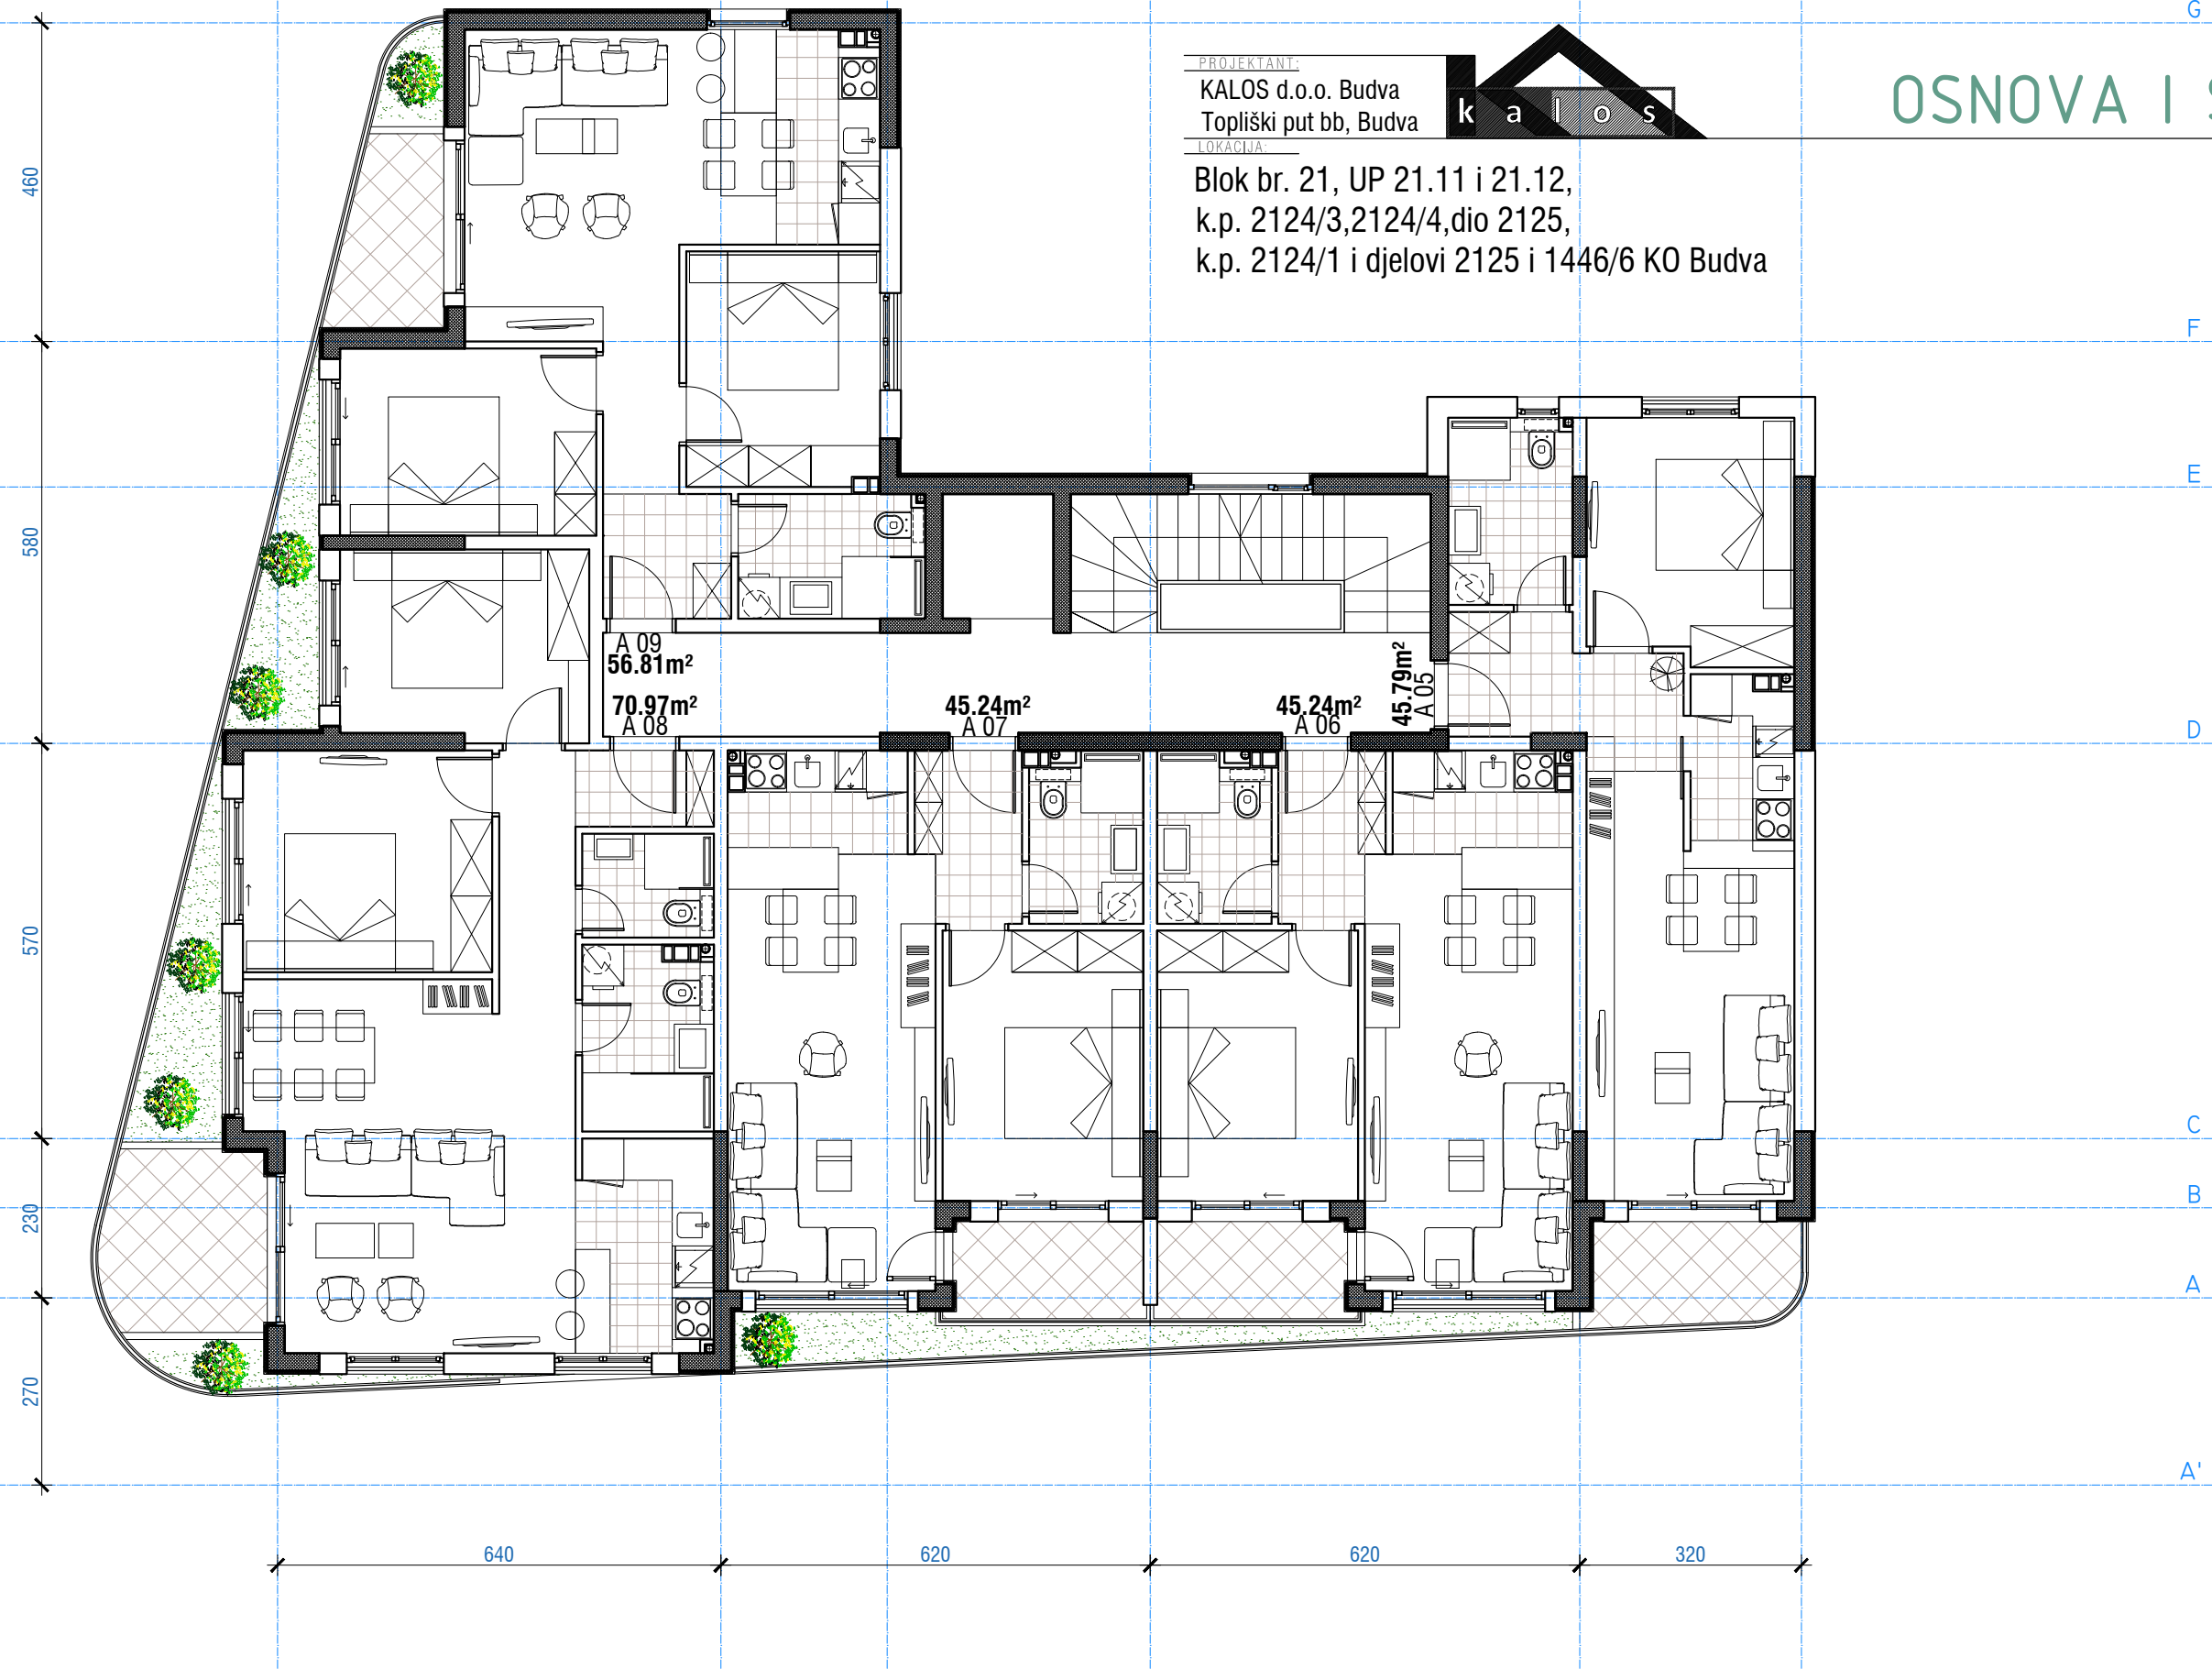 G
PROJEKTANT:
KALOS d.o.o. Budva
Topliški put bb, Budva
kalos
OSNOVA I
LOKACIJA:
Blok br. 21, UP 21.11 i 21.12,
k.p. 2124/3,2124/4,dio 2125,
k.p. 2124/1 i djelovi 2125 i 1446/6 KO Budva
460
F
E
580
A 09
56.81m²
70.97m²
A 08
45.24m²
A 07
45.24m²
A 06
45.79m²
A 05
D
570
C
B
230
A
270
A'
640
620
620
320